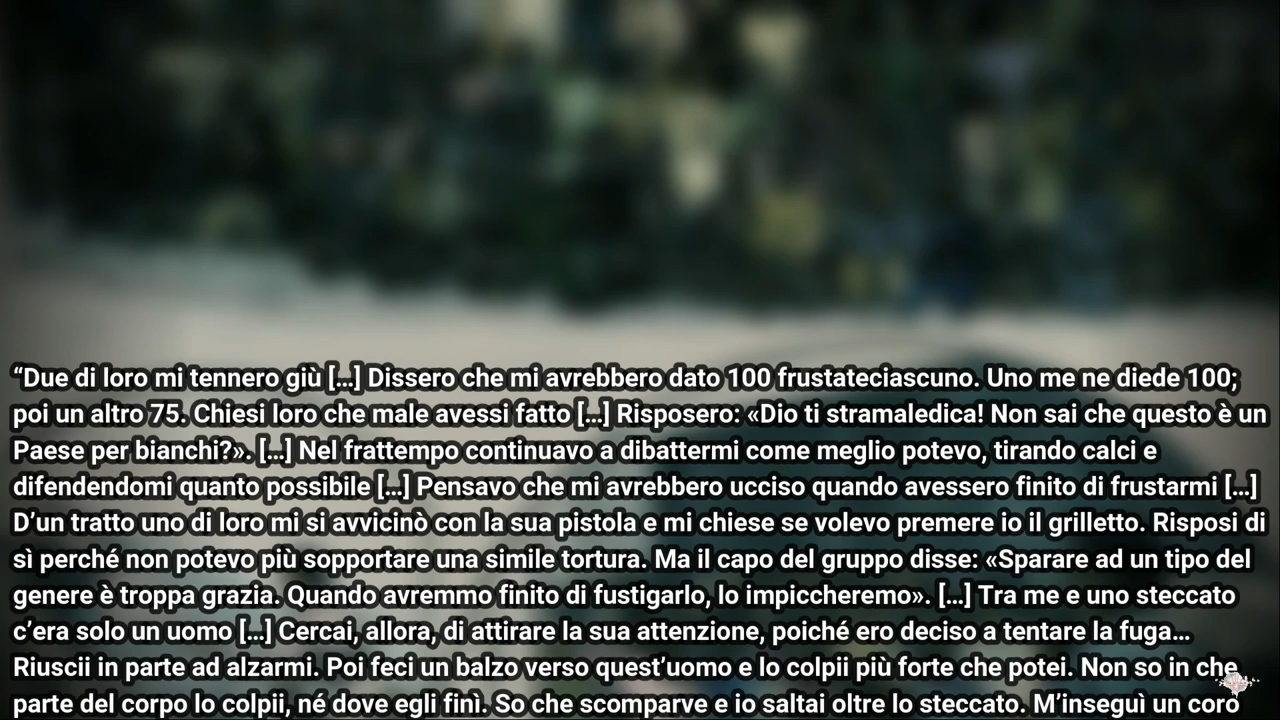 “Due di loro mi tennero giù [...] Dissero che mi avrebbero dato 100 frustateciascuno. Uno me ne diede 100;
poi un altro 75. Chiesi loro che male avessi fatto [...] Risposero: «Dio ti stramaledica! Non sai che questo è un
Paese per bianchi?». [...] Nel frattempo continuavo a dibattermi come meglio potevo, tirando calci e
difendendomi quanto possibile [...] Pensavo che mi avrebbero ucciso quando avessero finito di frustarmi [...]
D’un tratto uno di loro mi si avvicinò con la sua pistola e mi chiese se volevo premere io il grilletto. Risposi di
sì perché non potevo più sopportare una simile tortura. Ma il capo del gruppo disse: «Sparare ad un tipo del
genere è troppa grazia. Quando avremmo finito di fustigarlo, lo impiccheremo». [...] Tra me e uno steccato
c’era solo un uomo [...] Cercai, allora, di attirare la sua attenzione, poiché ero deciso a tentare la fuga...
Riuscii in parte ad alzarmi. Poi feci un balzo verso quest’uomo e lo colpii più forte che potei. Non so in che
parte del corpo lo colpii, né dove egli finì. So che scomparve e io saltai oltre lo steccato. M’inseguì un coro